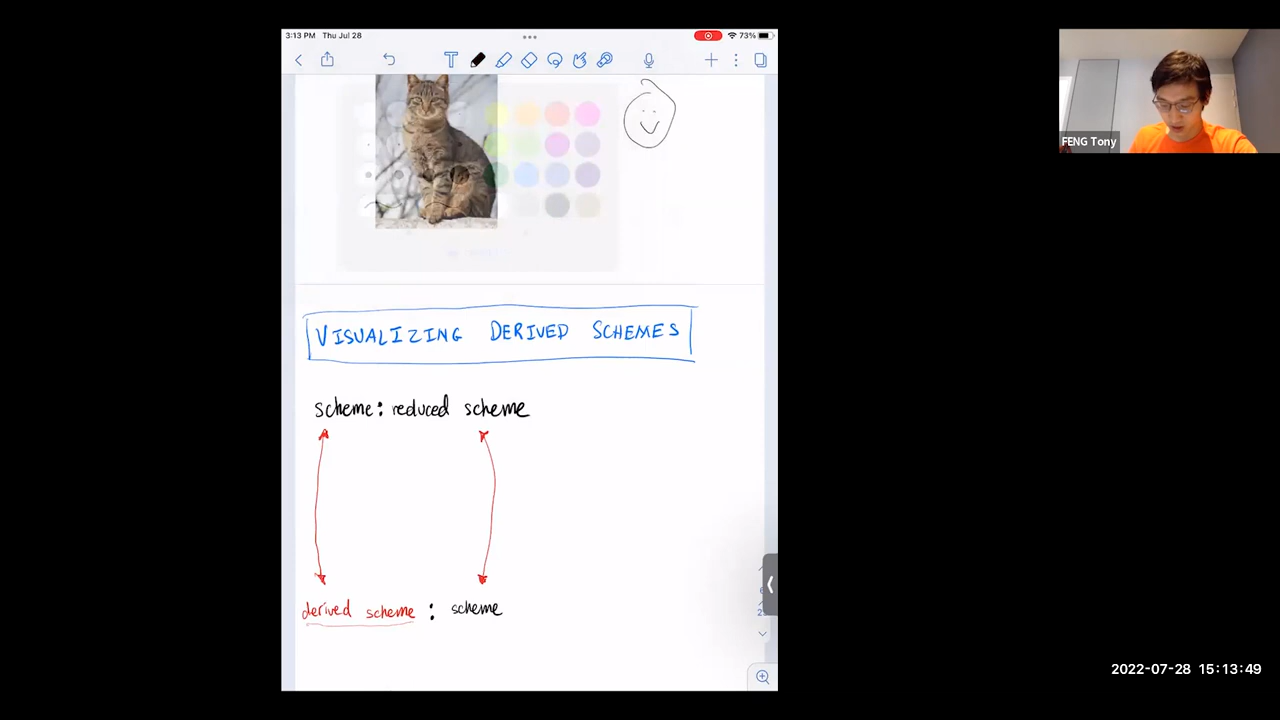 3:13 PM Thu Jul 28
73%
T
FENG Tony
VISUALIZING DERIVED SCHEMES
scheme: reduced scheme
derived scheme : scheme
2022-07-28 15:13:49